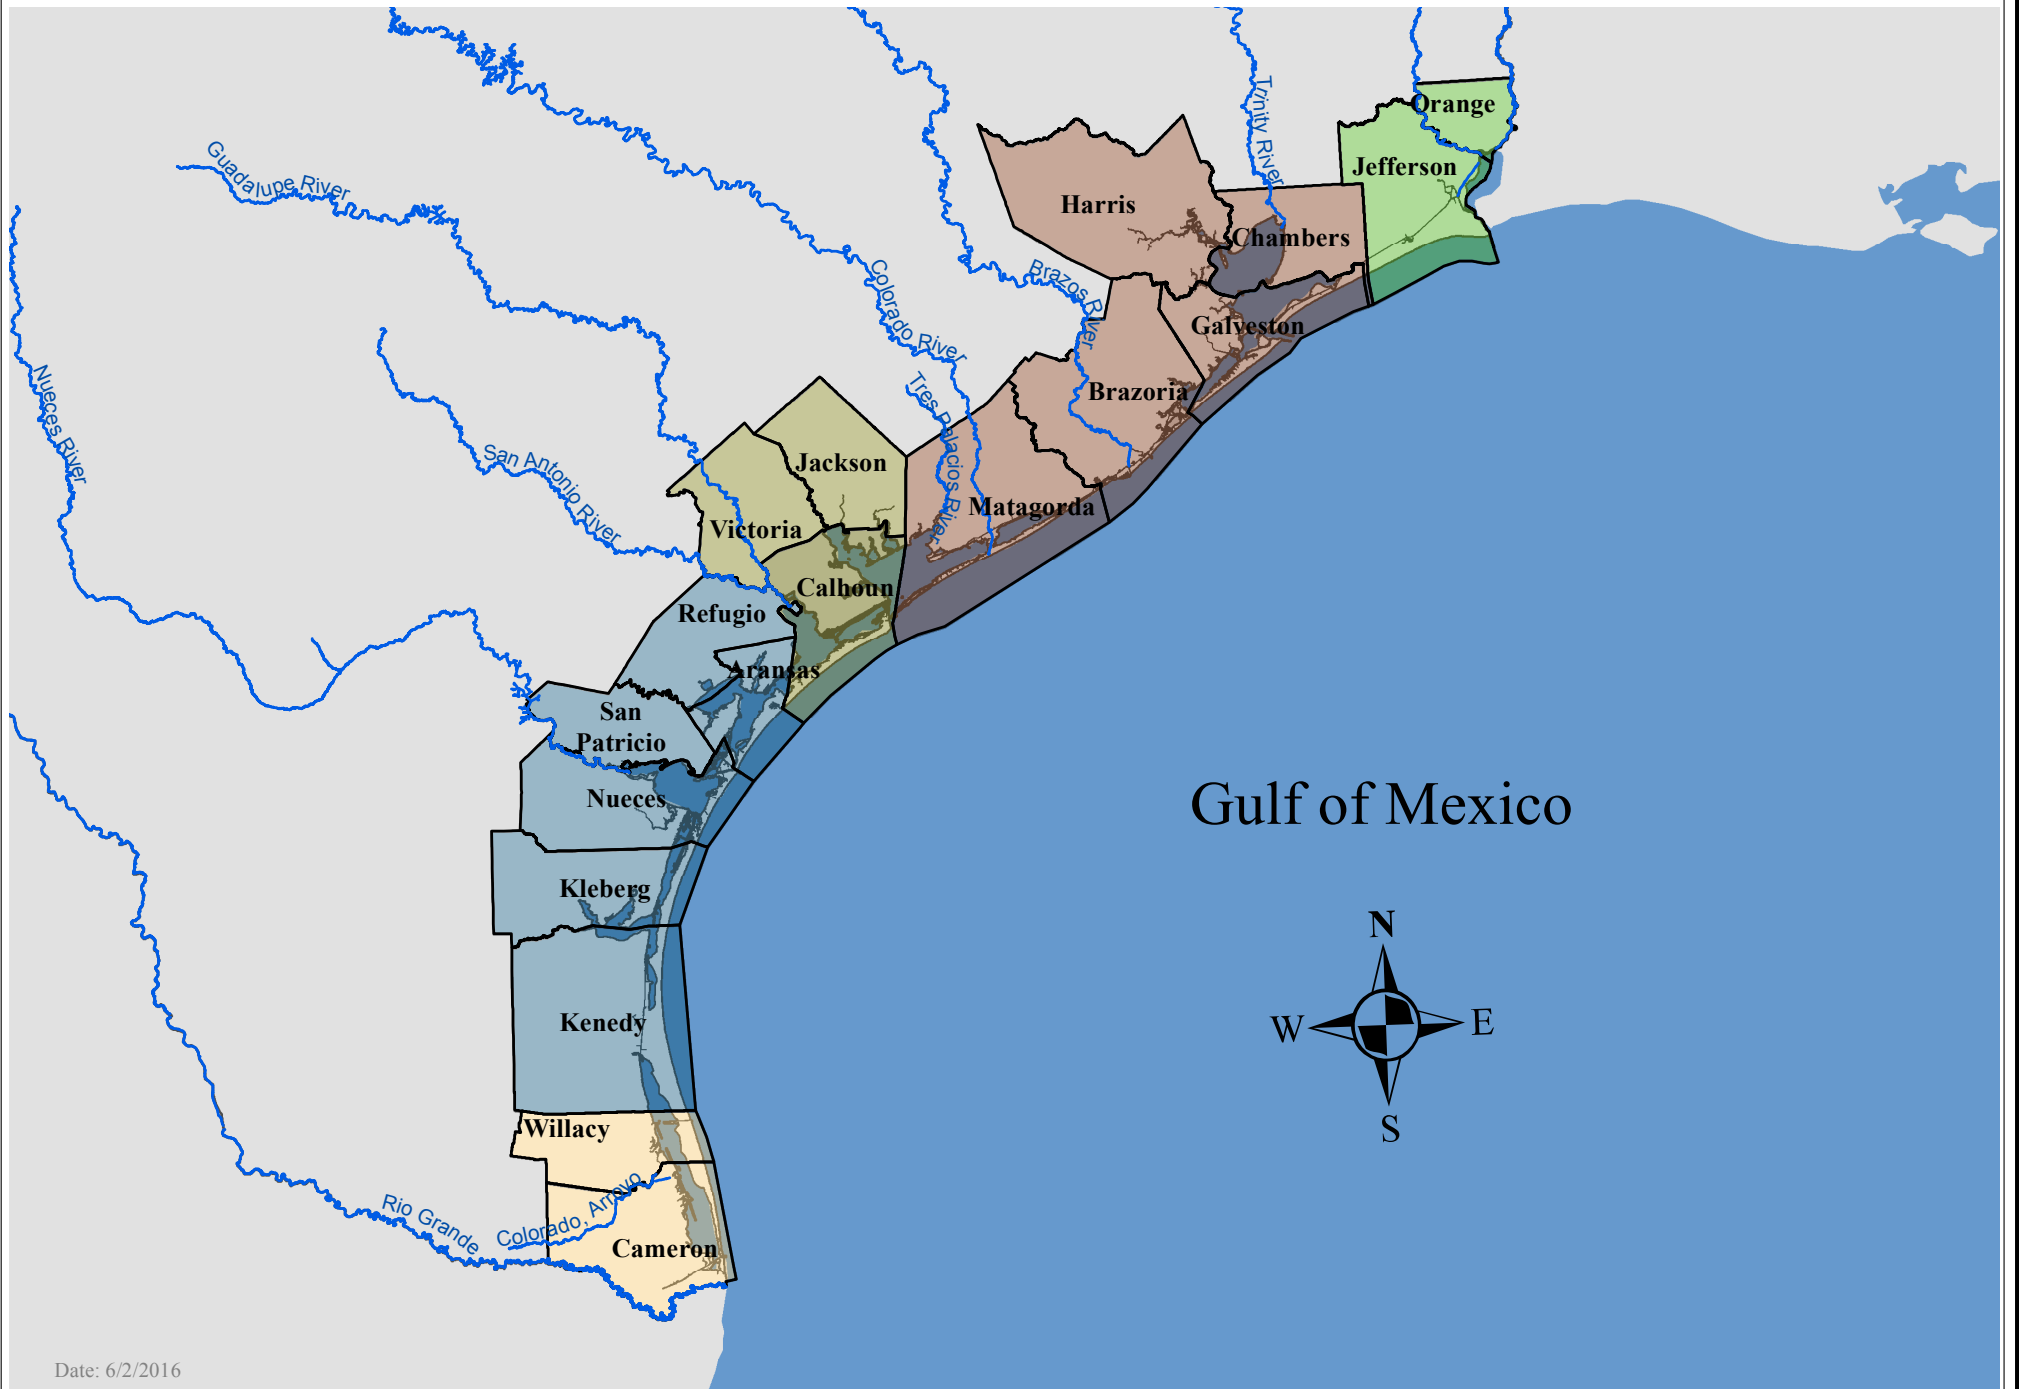 Orange
Trinity River
Jefferson
Guadalupe River
Harris
Chambers
Brazos River
Colorado River
Galveston
Nueces River
Tres Palacios River
Brazoria
San Antonio River
Jackson
Matagorda
Victoria
Calhoun
Refugio
Aransas
San
Patricio
Nueces
Gulf of Mexico
Kleberg
N
Kenedy
W
E
S
Willacy
Rio Grande
Colorado, Arroyo
Cameron
Date: 6/2/2016